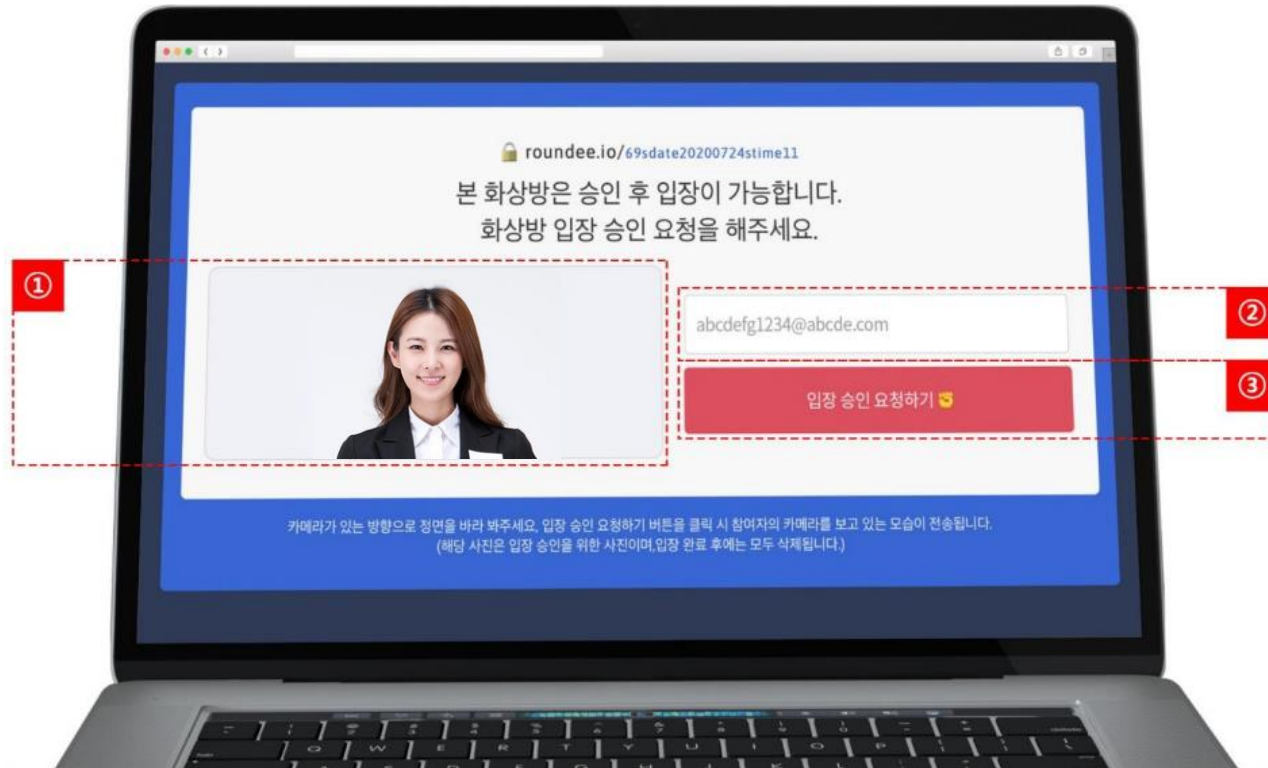 🔒 roundee.io/69sdate20200724stime11
본 화상방은 승인 후 입장이 가능합니다.
화상방 입장 승인 요청을 해주세요.
①
②
abcdefg1234@abcde.com
③
입장 승인 요청하기 ✊
카메라가 있는 방향으로 정면을 바라 봐주세요, 입장 승인 요청하기 버튼을 클릭 시 참여자의 카메라를 보고 있는 모습이 전송됩니다.
(해당 사진은 입장 승인을 위한 사진이며,입장 완료 후에는 모두 삭제됩니다.)
Q W E R T Y U I O P